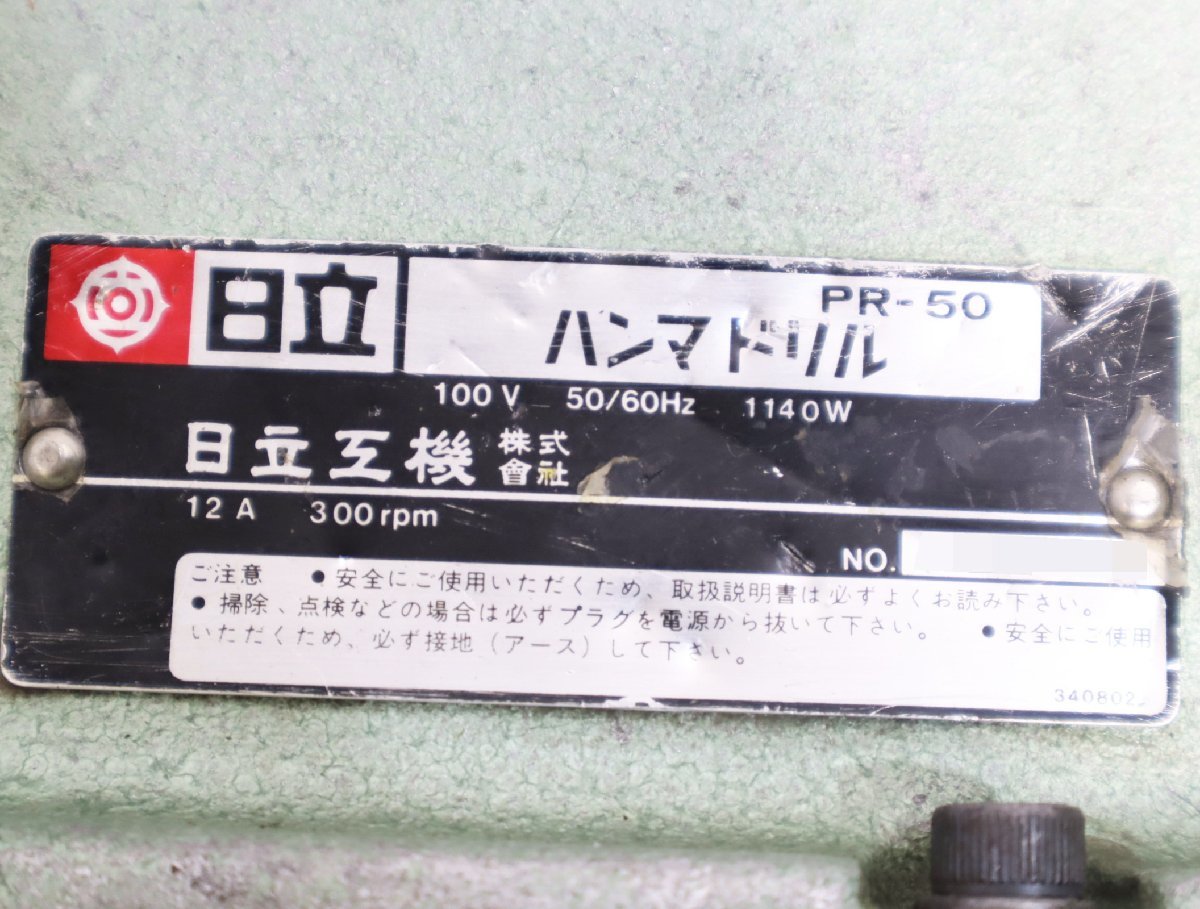 日立
PR-50
ハンマドリル
100V 50/60Hz 1140W
日立工機株式會社
12A 300rpm
NO.
ご注意 ●安全にご使用いただくため、取扱説明書は必ずよくお読み下さい。
●掃除、点検などの場合は必ずプラグを電源から抜いて下さい。 ●安全にご使用
いただくため、必ず接地(アース)して下さい。
340802